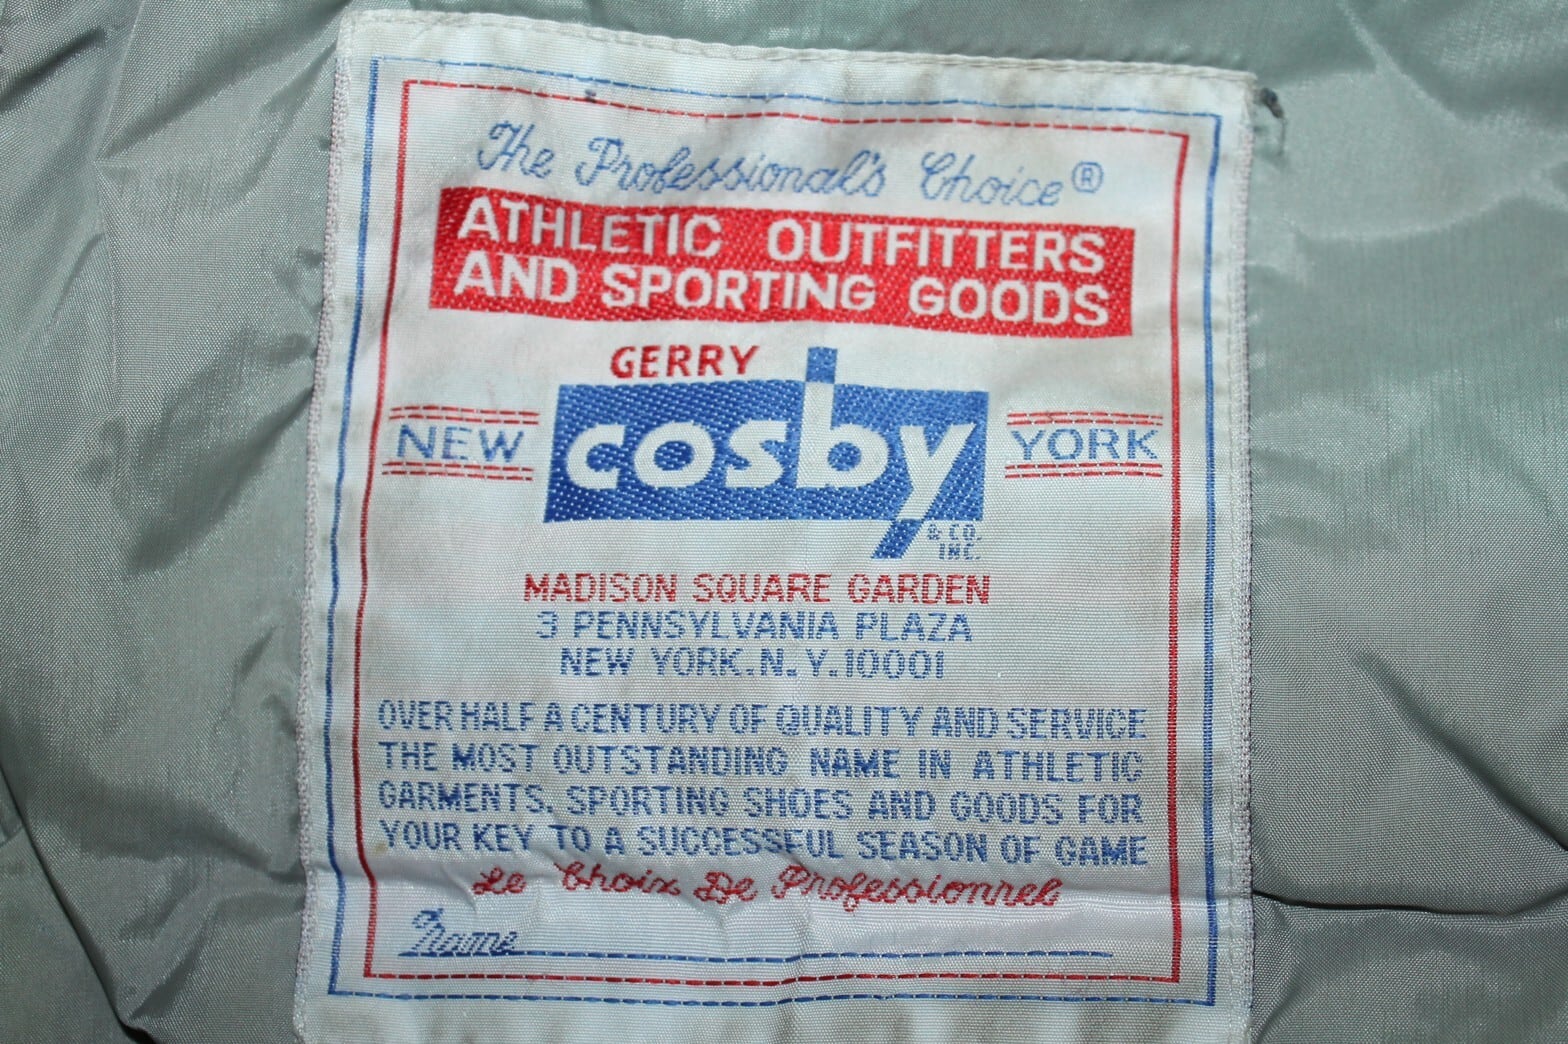 The Professional's Choice®
ATHLETIC OUTFITTERS
AND SPORTING GOODS
GERRY
NEW cosby YORK
& CO.
INC.
MADISON SQUARE GARDEN
3 PENNSYLVANIA PLAZA
NEW YORK. N.Y. 10001
OVER HALF A CENTURY OF QUALITY AND SERVICE
THE MOST OUTSTANDING NAME IN ATHLETIC
GARMENTS, SPORTING SHOES AND GOODS FOR
YOUR KEY TO A SUCCESSFUL SEASON OF GAME
Le Choix De Professionnel
Name